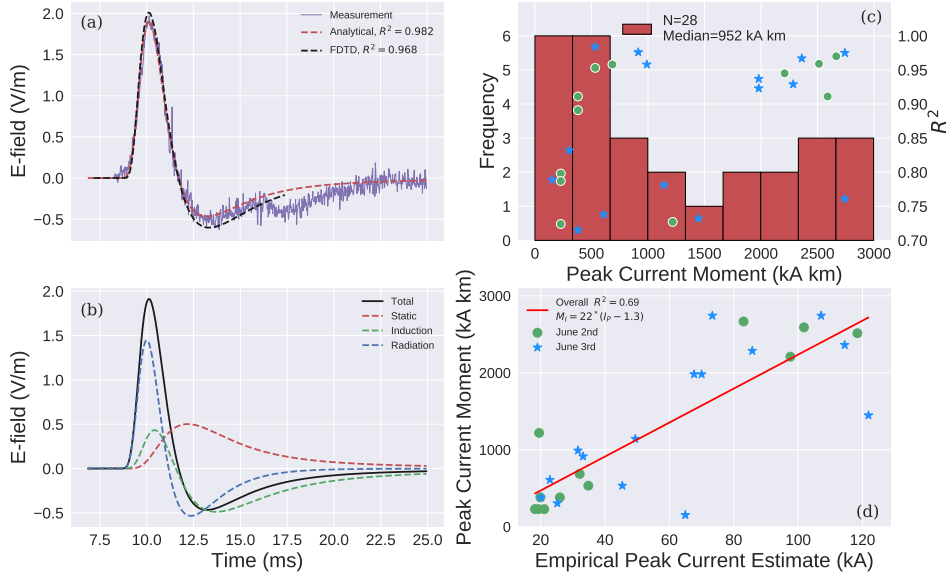 (a)
Measurement
Analytical, R² = 0.982
FDTD, R² = 0.968
E-field (V/m)
2.0
1.5
1.0
0.5
0.0
−0.5
(b)
Total
Static
Induction
Radiation
E-field (V/m)
2.0
1.5
1.0
0.5
0.0
−0.5
7.5 10.0 12.5 15.0 17.5 20.0 22.5 25.0
Time (ms)
(c)
N=28
Median=952 kA km
Frequency
6
5
4
3
2
1
0
1.00
0.95
0.90
0.85
0.80
0.75
0.70
R²
0 500 1000 1500 2000 2500 3000
Peak Current Moment (kA km)
Overall R² = 0.69
M_I = 22*(I_P − 1.3)
June 2nd
June 3rd
(d)
Peak Current Moment (kA km)
3000
2000
1000
0
20 40 60 80 100 120
Empirical Peak Current Estimate (kA)